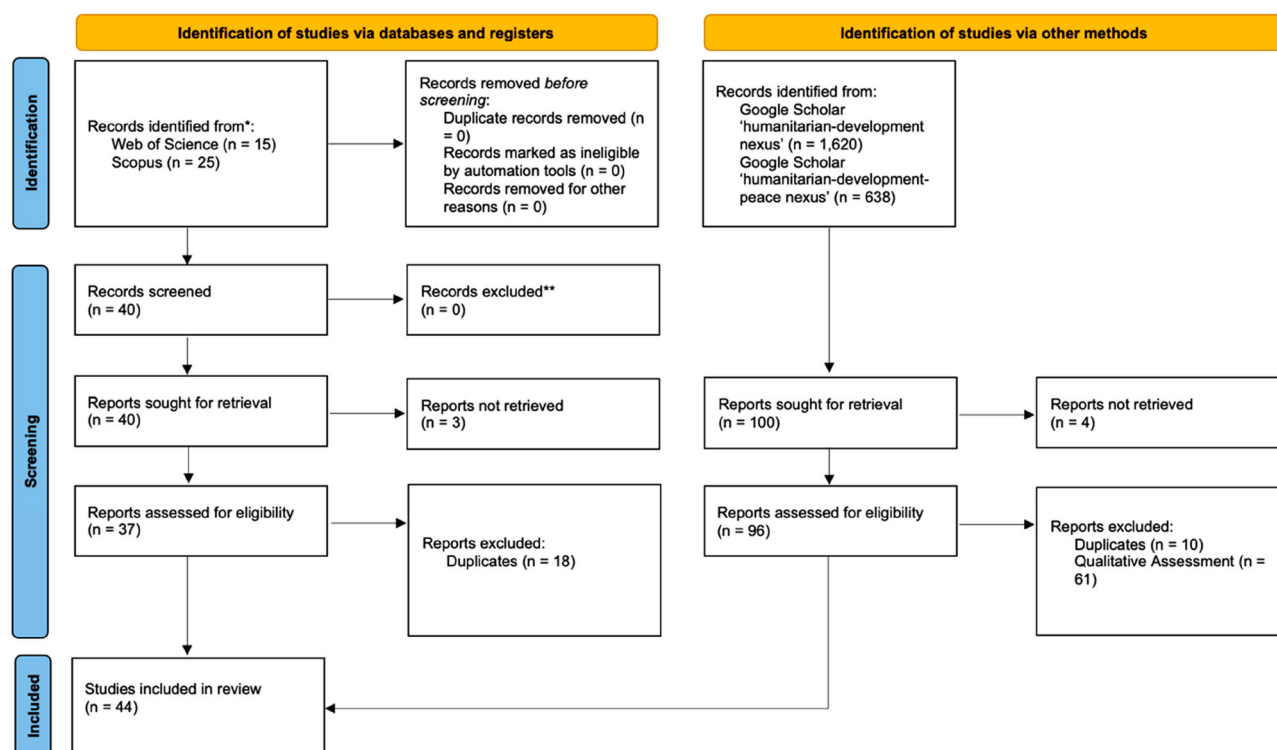 Identification of studies via databases and registers
Identification of studies via other methods
Identification
Records identified from*:
Web of Science (n = 15)
Scopus (n = 25)
Records removed before
screening:
Duplicate records removed (n
= 0)
Records marked as ineligible
by automation tools (n = 0)
Records removed for other
reasons (n = 0)
Records identified from:
Google Scholar
‘humanitarian-development
nexus’ (n = 1,620)
Google Scholar
‘humanitarian-development-
peace nexus’ (n = 638)
Screening
Records screened
(n = 40)
Records excluded**
(n = 0)
Reports sought for retrieval
(n = 40)
Reports not retrieved
(n = 3)
Reports sought for retrieval
(n = 100)
Reports not retrieved
(n = 4)
Reports assessed for eligibility
(n = 37)
Reports excluded:
Duplicates (n = 18)
Reports assessed for eligibility
(n = 96)
Reports excluded:
Duplicates (n = 10)
Qualitative Assessment (n =
61)
Included
Studies included in review
(n = 44)